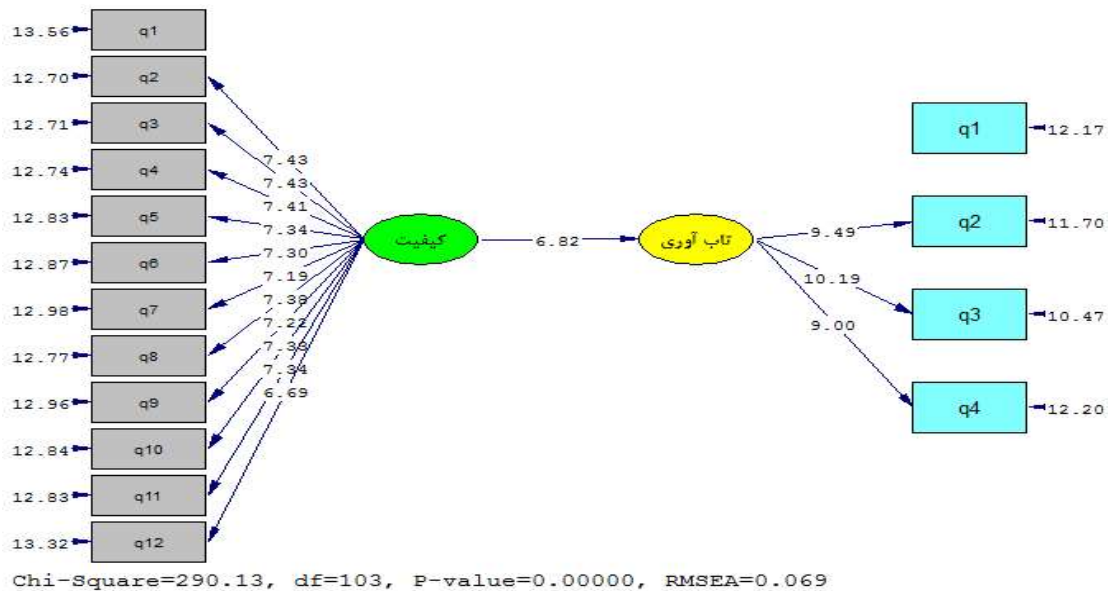 13.56 q1
12.70 q2
12.71 q3
12.74 q4
12.83 q5
12.87 q6
12.98 q7
12.77 q8
12.96 q9
12.84 q10
12.83 q11
13.32 q12
7.43
7.43
7.41
7.34
7.30
7.19
7.38
7.22
7.33
7.34
6.69
کیفیت
6.82
تاب آوری
9.49
10.19
9.00
q1 12.17
q2 11.70
q3 10.47
q4 12.20
Chi-Square=290.13, df=103, P-value=0.00000, RMSEA=0.069